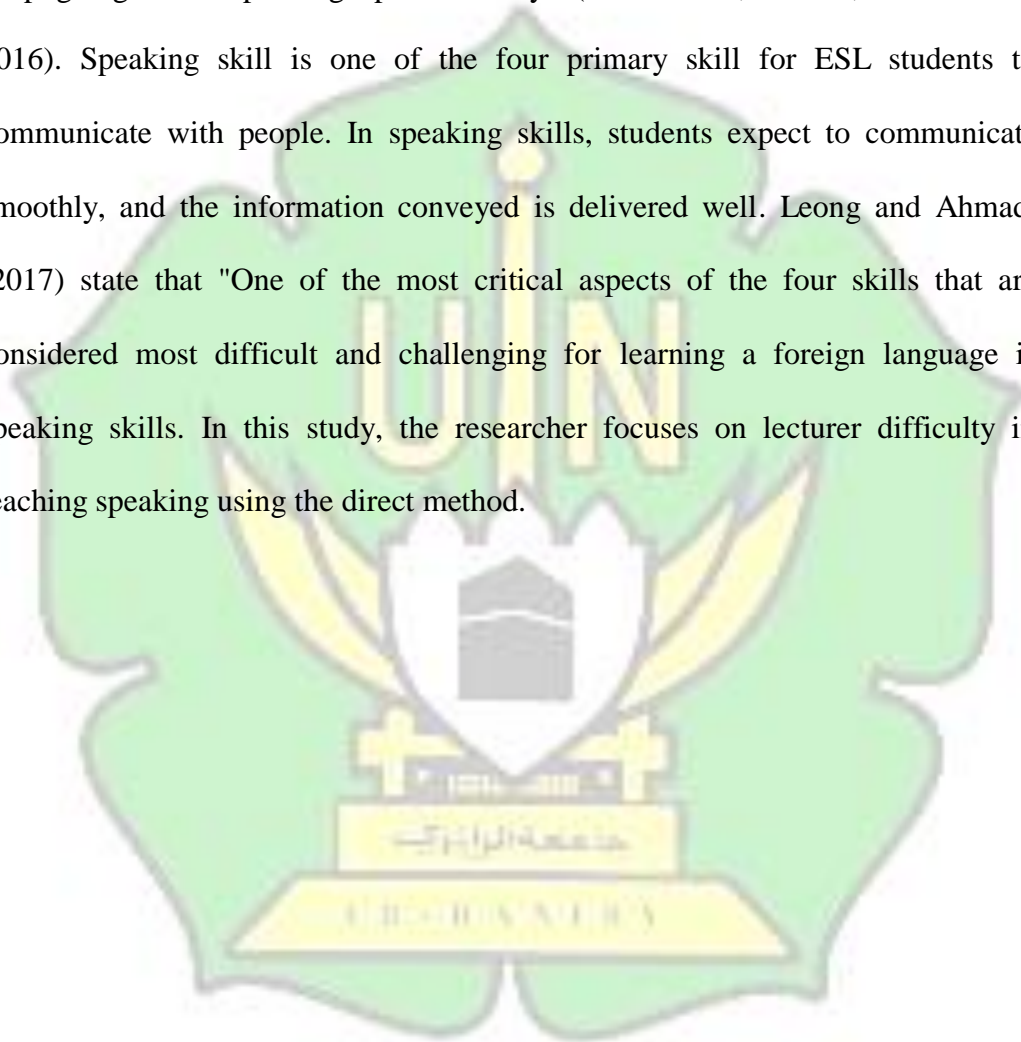 016). Speaking skill is one of the four primary skill for ESL students t
ommunicate with people. In speaking skills, students expect to communicat
moothly, and the information conveyed is delivered well. Leong and Ahmad
2017) state that "One of the most critical aspects of the four skills that ar
onsidered most difficult and challenging for learning a foreign language i
peaking skills. In this study, the researcher focuses on lecturer difficulty i
eaching speaking using the direct method.
UIN